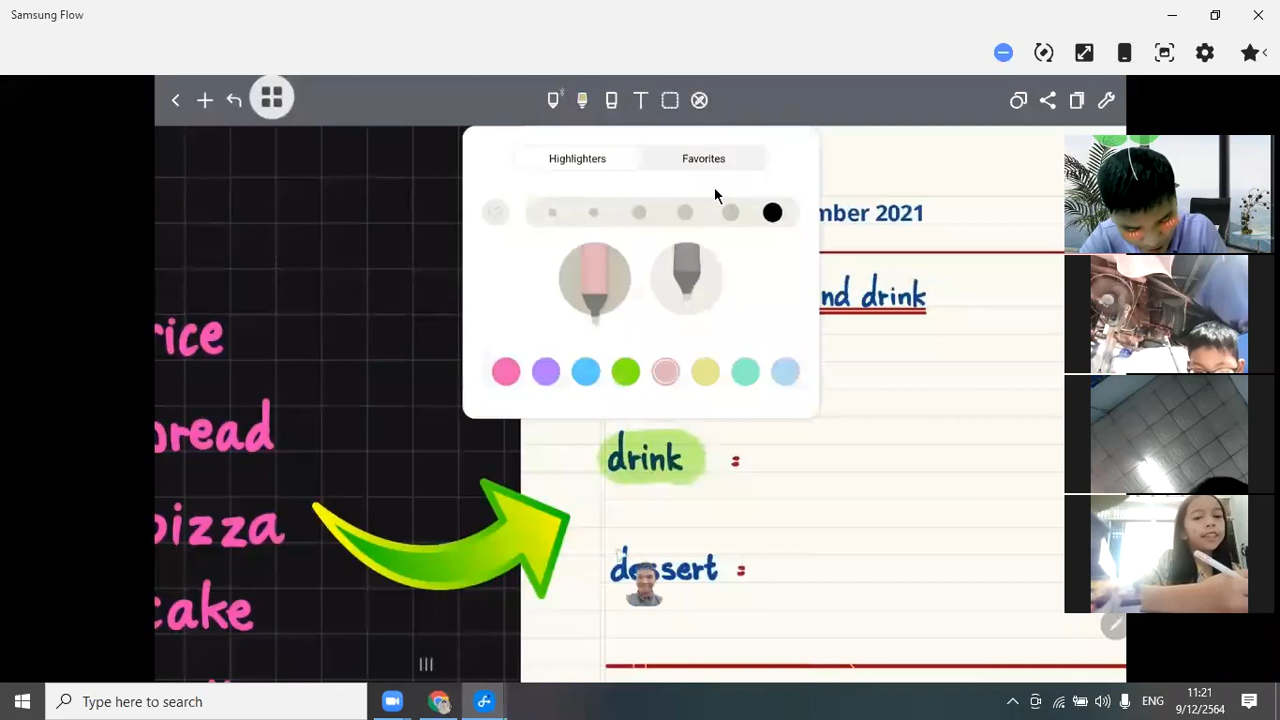 Samsung Flow
Highlighters
Favorites
mber 2021
nd drink
rice
bread
pizza
cake
drink :
dessert :
Type here to search
ENG
11:21
9/12/2564